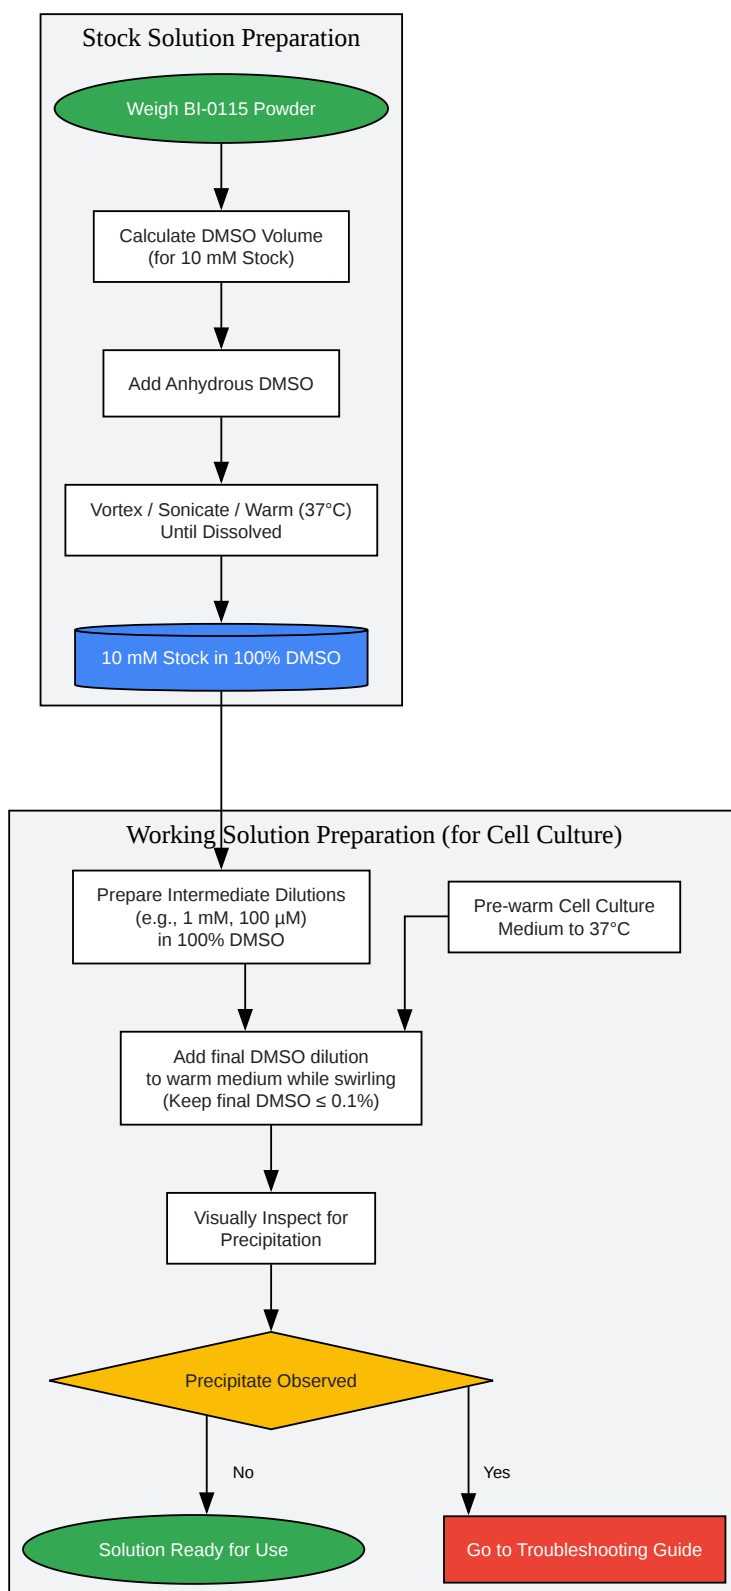 Stock Solution Preparation
Weigh BI-0115 Powder
Calculate DMSO Volume
(for 10 mM Stock)
Add Anhydrous DMSO
Vortex / Sonicate / Warm (37°C)
Until Dissolved
10 mM Stock in 100% DMSO
Working Solution Preparation (for Cell Culture)
Prepare Intermediate Dilutions
(e.g., 1 mM, 100 µM)
in 100% DMSO
Pre-warm Cell Culture
Medium to 37°C
Add final DMSO dilution
to warm medium while swirling
(Keep final DMSO ≤ 0.1%)
Visually Inspect for
Precipitation
Precipitate Observed
No
Yes
Solution Ready for Use
Go to Troubleshooting Guide